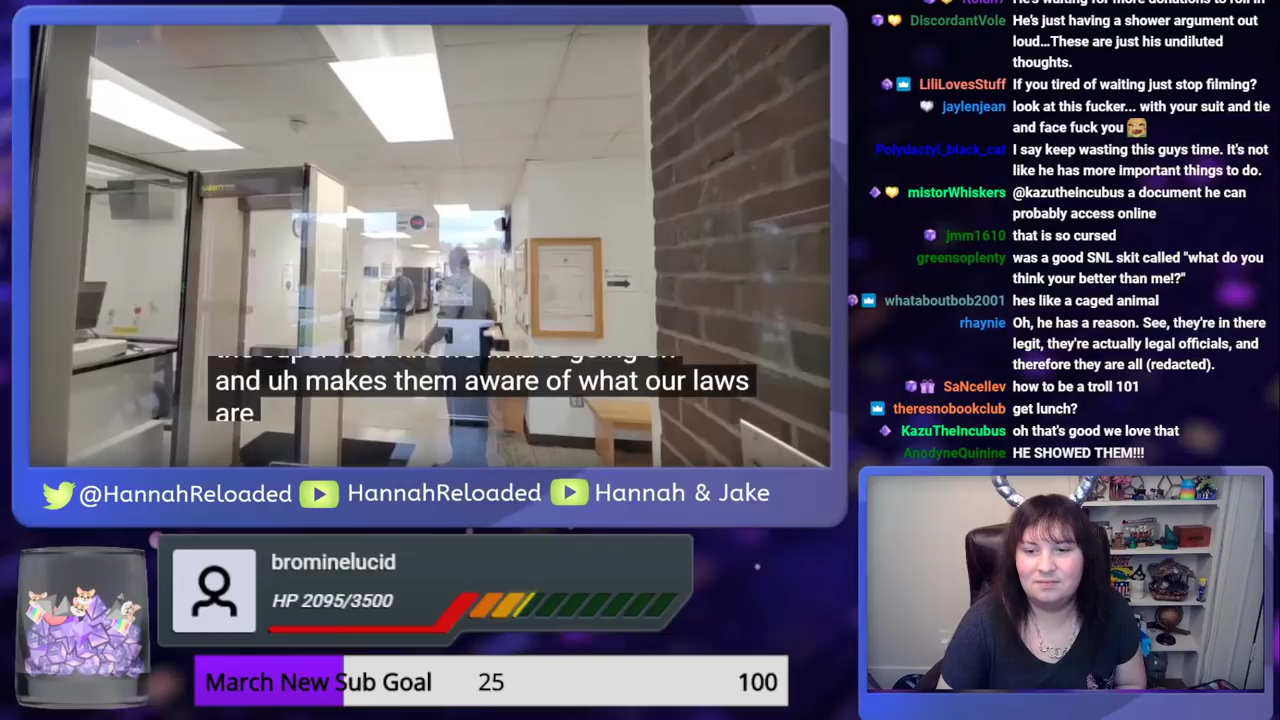 and uh makes them aware of what our laws
are
@HannahReloaded HannahReloaded Hannah & Jake
brominelucid
HP 2095/3500
March New Sub Goal 25 100
DiscordantVole He's just having a shower argument out
loud...These are just his undiluted
thoughts.
LiliLovesStuff If you tired of waiting just stop filming?
jaylenjean look at this fucker... with your suit and tie
and face fuck you
Polydactyl_black_cat I say keep wasting this guys time. It's not
like he has more important things to do.
mistorWhiskers @kazutheincubus a document he can
probably access online
jmm1610 that is so cursed
greensoplenty was a good SNL skit called "what do you
think your better than me!?"
whataboutbob2001 hes like a caged animal
rhaynie Oh, he has a reason. See, they're in there
legit, they're actually legal officials, and
therefore they are all (redacted).
SaNcellev how to be a troll 101
theresnobookclub get lunch?
KazuTheIncubus oh that's good we love that
AnodyneQuinine HE SHOWED THEM!!!